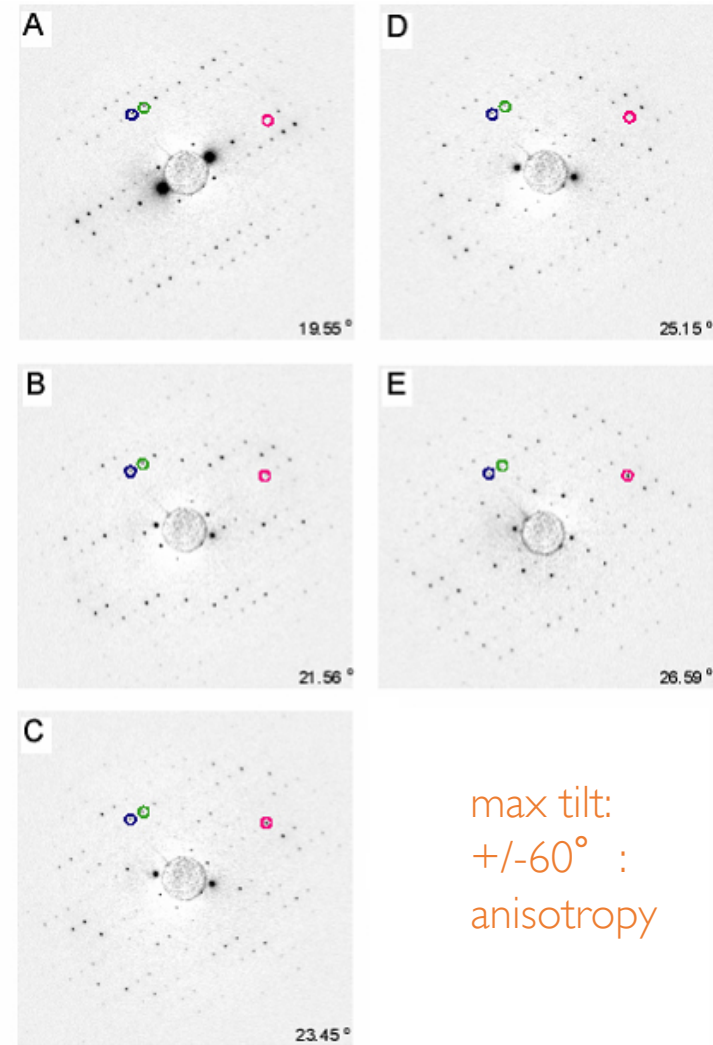 A
19.55°
B
21.56°
C
23.45°
D
25.15°
E
26.59°
max tilt:
+/-60° :
anisotropy